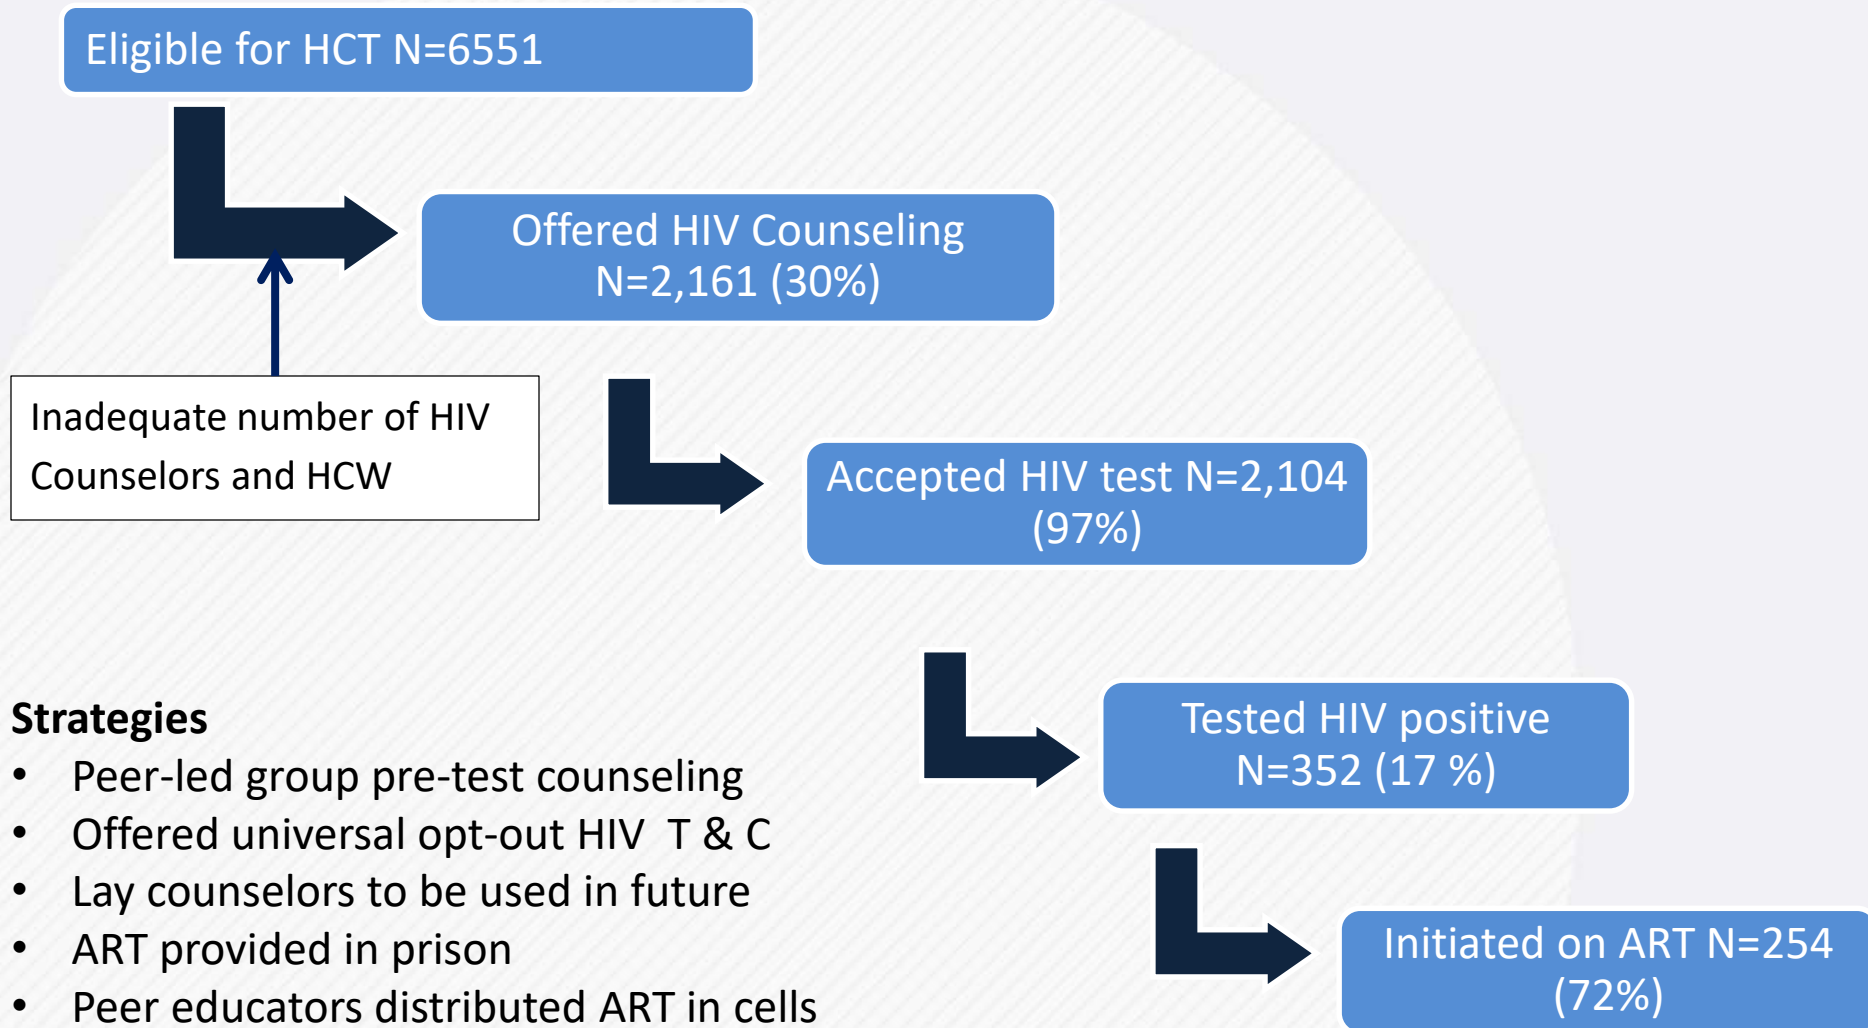 Eligible for HCT N=6551
Offered HIV Counseling
N=2,161 (30%)
Inadequate number of HIV
Counselors and HCW
Accepted HIV test N=2,104
(97%)
Tested HIV positive
N=352 (17 %)
Initiated on ART N=254
(72%)
Strategies
• Peer-led group pre-test counseling
• Offered universal opt-out HIV T & C
• Lay counselors to be used in future
• ART provided in prison
• Peer educators distributed ART in cells